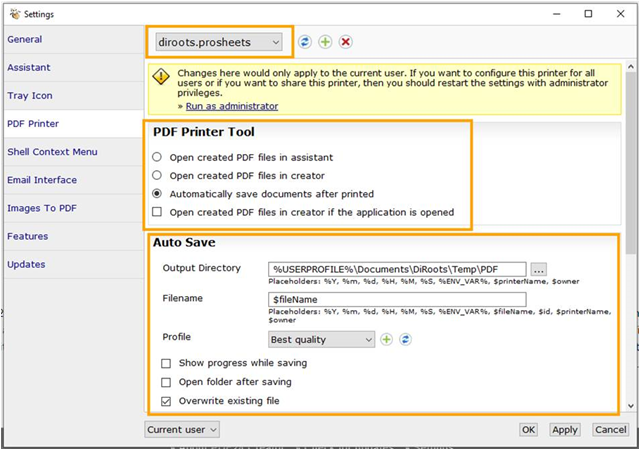 Settings
diroots.prosheets
General
Assistant
Tray Icon
PDF Printer
Shell Context Menu
Email Interface
Images To PDF
Features
Updates
Changes here would only apply to the current user. If you want to configure this printer for all
users or if you want to share this printer, then you should restart the settings with administrator
privileges.
» Run as administrator
PDF Printer Tool
Open created PDF files in assistant
Open created PDF files in creator
Automatically save documents after printed
Open created PDF files in creator if the application is opened
Auto Save
Output Directory %USERPROFILE%\Documents\DiRoots\Temp\PDF ...
Placeholders: %Y, %m, %d, %H, %M, %S, %ENV_VAR%, $printerName, $owner
Filename $fileName
Placeholders: %Y, %m, %d, %H, %M, %S, %ENV_VAR%, $fileName, $id, $printerName,
$owner
Profile Best quality
Show progress while saving
Open folder after saving
Overwrite existing file
Current user OK Apply Cancel